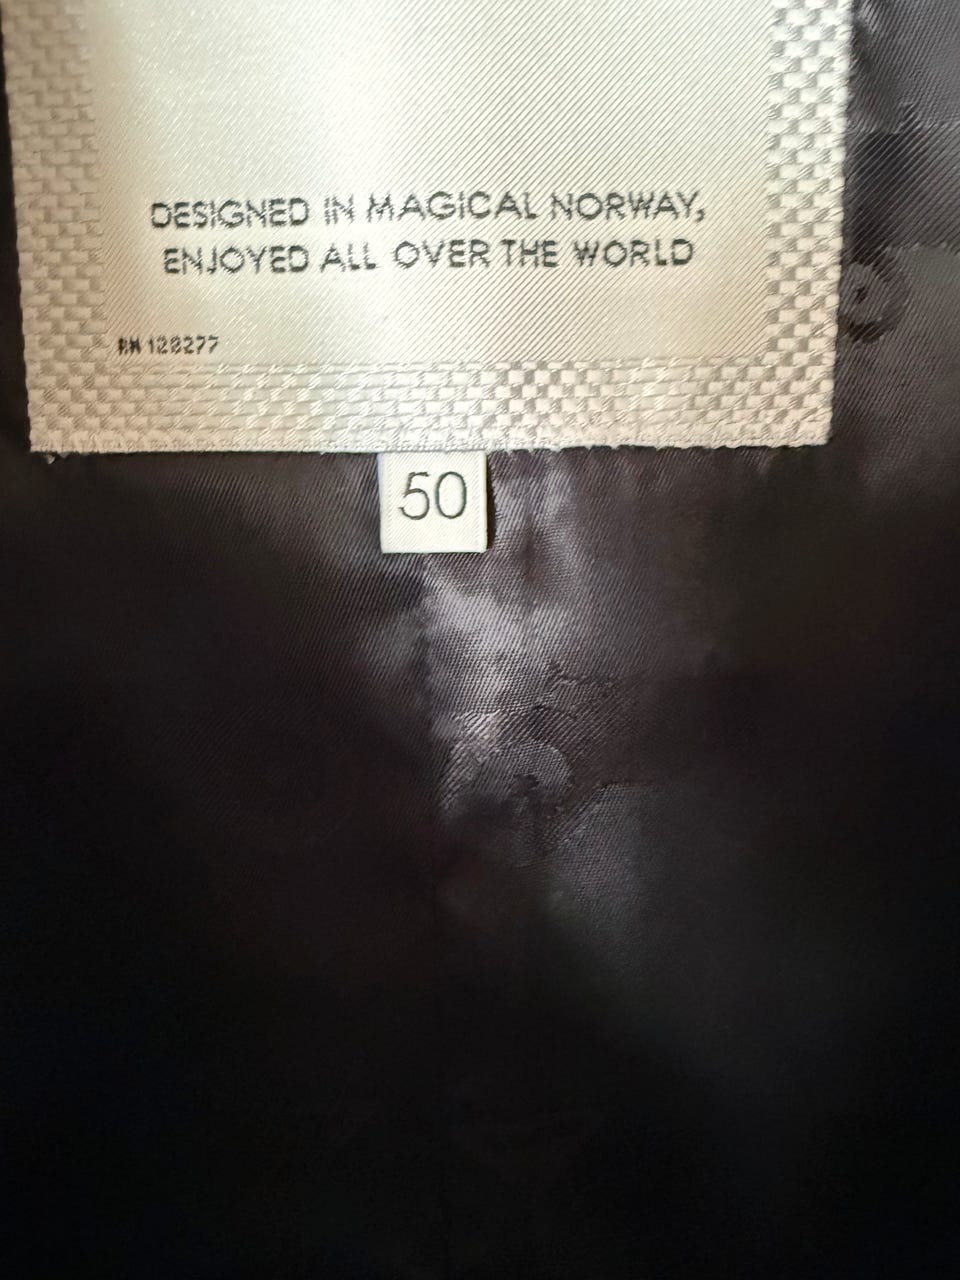 DESIGNED IN MAGICAL NORWAY,
ENJOYED ALL OVER THE WORLD
RN 128277
50